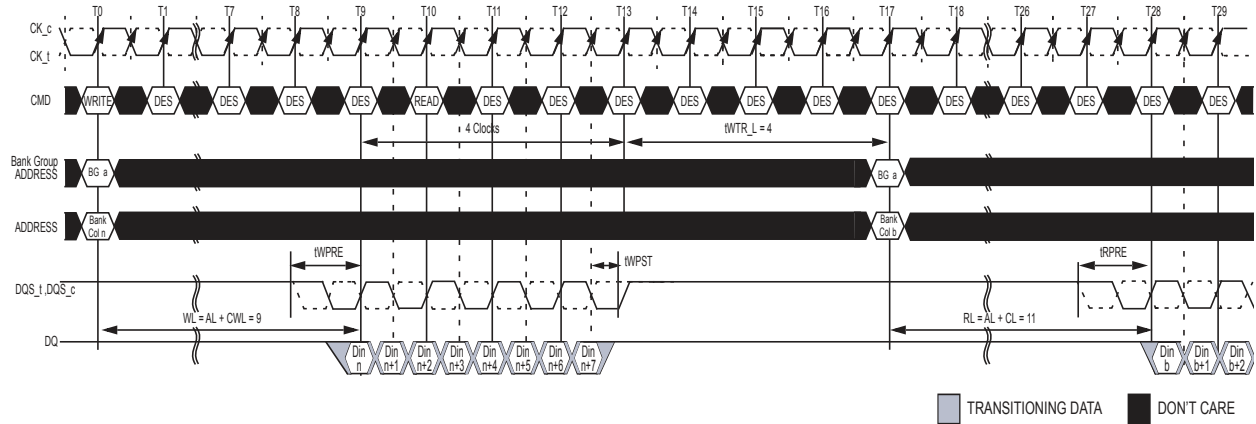 T0 T1 T7 T8 T9 T10 T11 T12 T13 T14 T15 T16 T17 T18 T26 T27 T28 T29
CK_c
CK_t
CMD WRITE DES DES DES DES READ DES DES DES DES DES DES DES DES DES DES DES DES
4 Clocks tWTR_L = 4
Bank Group
ADDRESS BG a BG a
ADDRESS Bank Col n Bank Col b
tWPRE tWPST tRPRE
DQS_t ,DQS_c
WL = AL + CWL = 9 RL = AL + CL = 11
DQ Din n Din n+1 Din n+2 Din n+3 Din n+4 Din n+5 Din n+6 Din n+7 Din b Din b+1 Din b+2
TRANSITIONING DATA DON'T CARE